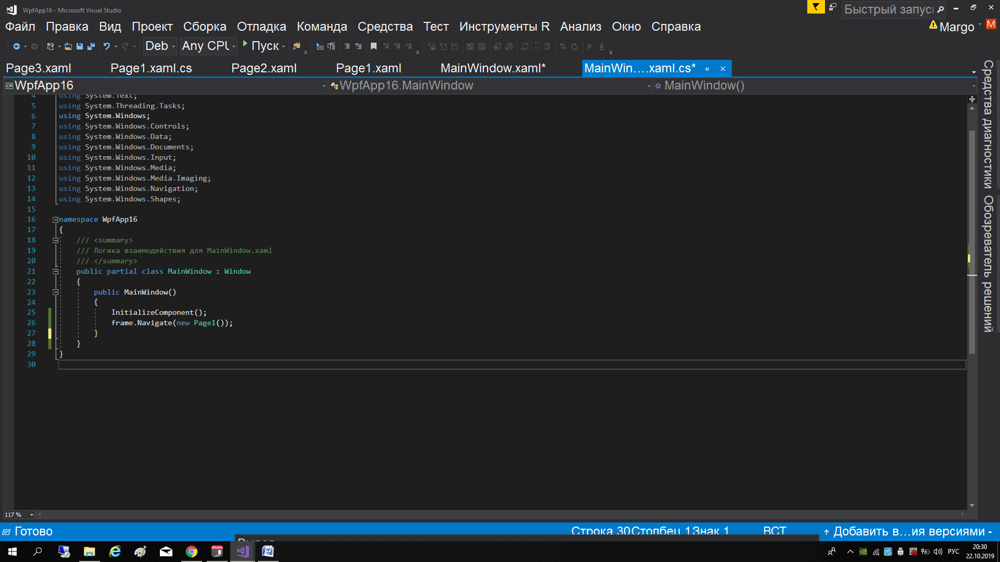 WpfApp16 - Microsoft Visual Studio
Быстрый запус
Файл Правка Вид Проект Сборка Отладка Команда Средства Тест Инструменты R Анализ Окно Справка
Margo M
Deb Any CPU Пуск
Page3.xaml Page1.xaml.cs Page2.xaml Page1.xaml MainWindow.xaml* MainWin....xaml.cs*
C# WpfApp16 WpfApp16.MainWindow MainWindow()
4 using System.Text;
5 using System.Threading.Tasks;
6 using System.Windows;
7 using System.Windows.Controls;
8 using System.Windows.Data;
9 using System.Windows.Documents;
10 using System.Windows.Input;
11 using System.Windows.Media;
12 using System.Windows.Media.Imaging;
13 using System.Windows.Navigation;
14 using System.Windows.Shapes;
15
16 namespace WpfApp16
17 {
18 /// <summary>
19 /// Логика взаимодействия для MainWindow.xaml
20 /// </summary>
21 public partial class MainWindow : Window
22 {
23 public MainWindow()
24 {
25 InitializeComponent();
26 frame.Navigate(new Page1());
27 }
28 }
29 }
30
Средства диагностики
Обозреватель решений
117 %
Готово
Строка 30 Столбец 1 Знак 1 ВСТ
Добавить в...ия версиями
РУС
20:30
22.10.2019